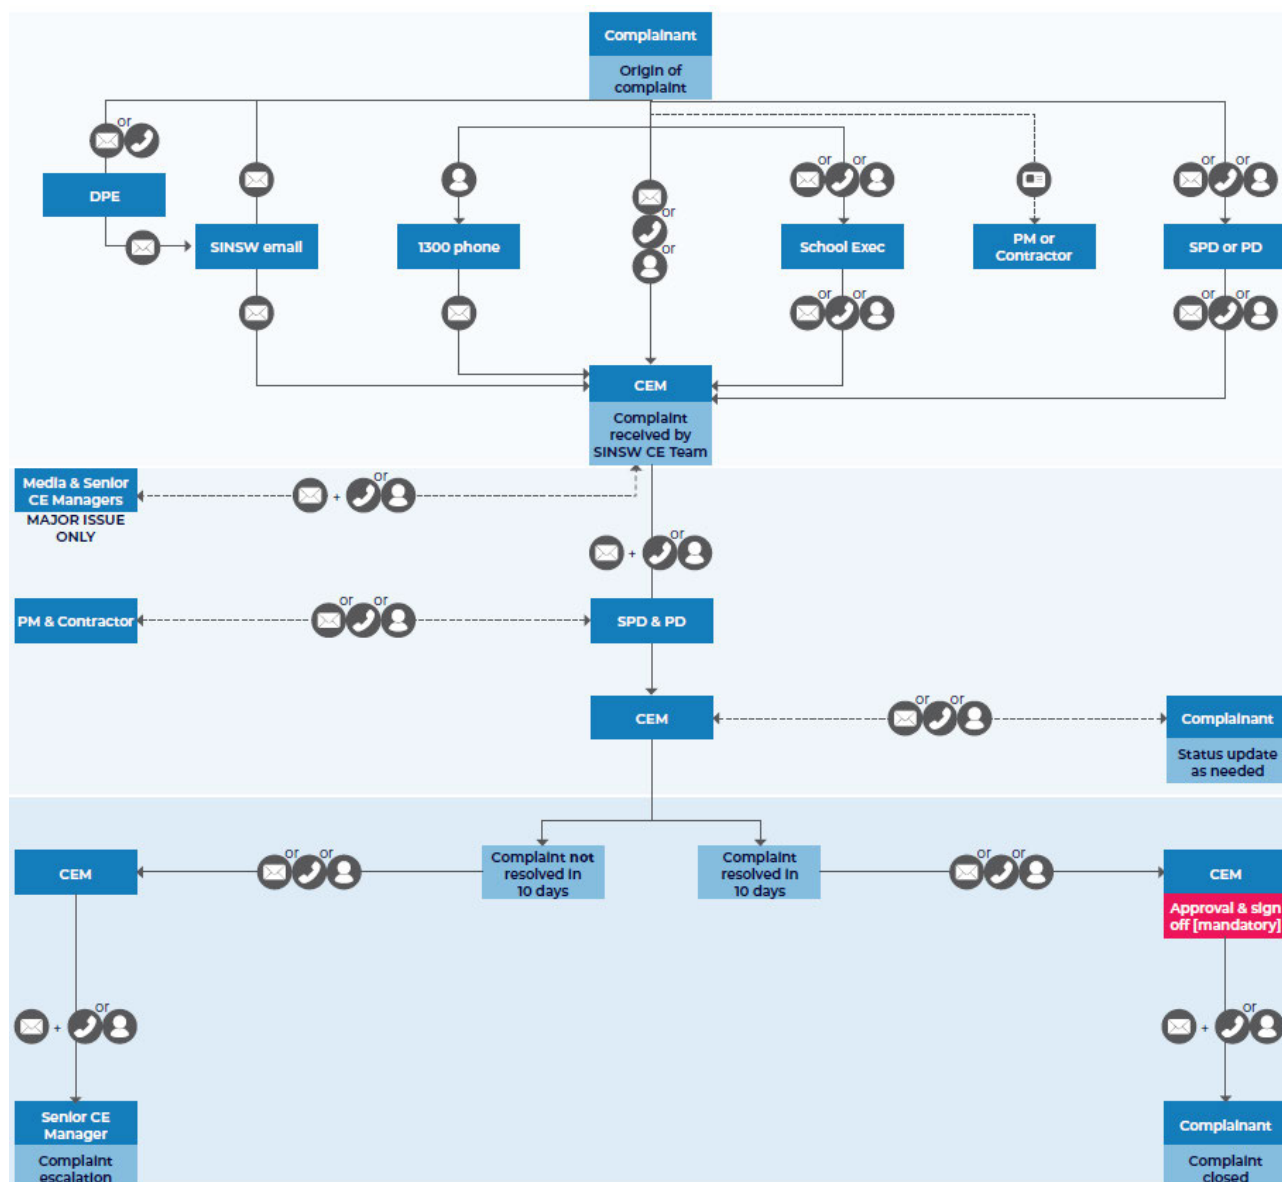 Complainant
Origin of
complaint
or
DPE
SINSW email
1300 phone
or
or
or
or
School Exec
PM or
Contractor
or
or
SPD or PD
or
or
or
or
CEM
Complaint
received by
SINSW CE Team
Media & Senior
CE Managers
MAJOR ISSUE
ONLY
+
or
+
or
PM & Contractor
or
or
SPD & PD
CEM
or
or
Complainant
Status update
as needed
CEM
or
or
Complaint not
resolved in
10 days
Complaint
resolved in
10 days
or
or
CEM
Approval & sign
off [mandatory]
+
or
+
or
Senior CE
Manager
Complaint
escalation
Complainant
Complaint
closed